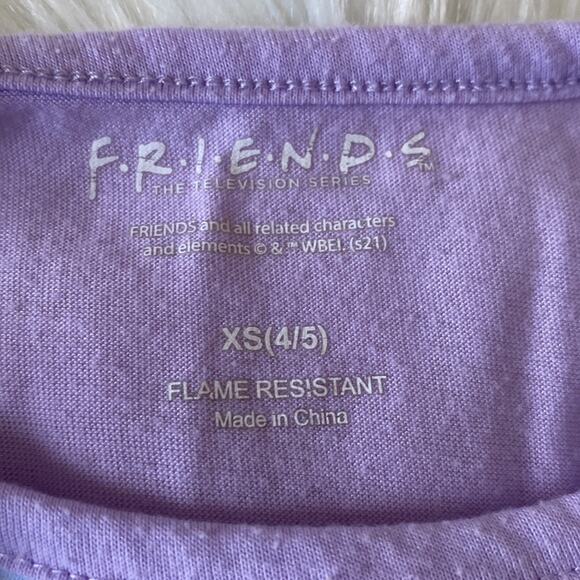 F·R·I·E·N·D·S™
THE TELEVISION SERIES
FRIENDS and all related characters
and elements © & ™ WBEI. (s21)
XS(4/5)
FLAME RESISTANT
Made in China